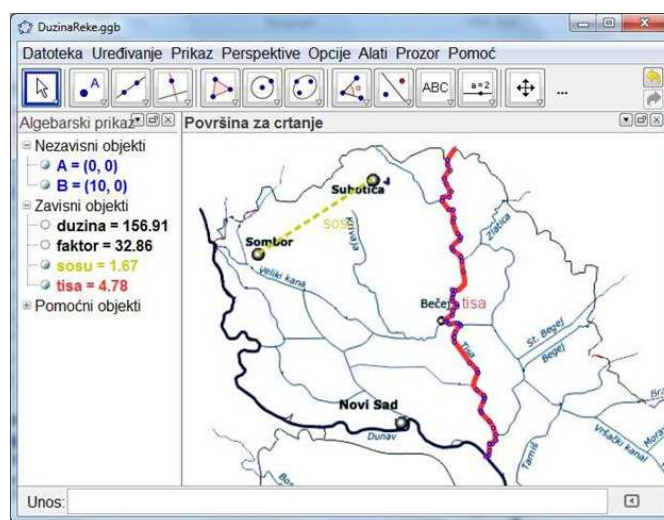 DuzinaReke.ggb
Datoteka Uređivanje Prikaz Perspektive Opcije Alati Prozor Pomoć
A
ABC
a=2
...
Algebarski prikaz
Površina za crtanje
Nezavisni objekti
A = (0, 0)
B = (10, 0)
Zavisni objekti
duzina = 156.91
faktor = 32.86
sosu = 1.67
tisa = 4.78
Pomoćni objekti
Subotica
sosu
Sombor
Krivaja
Zlatica
Veliki kana
Bečej
tisa
Tisa
St. Begej
Begej
Novi Sad
Dunav
Tamiš
Vršački kanal
Morav
Unos: